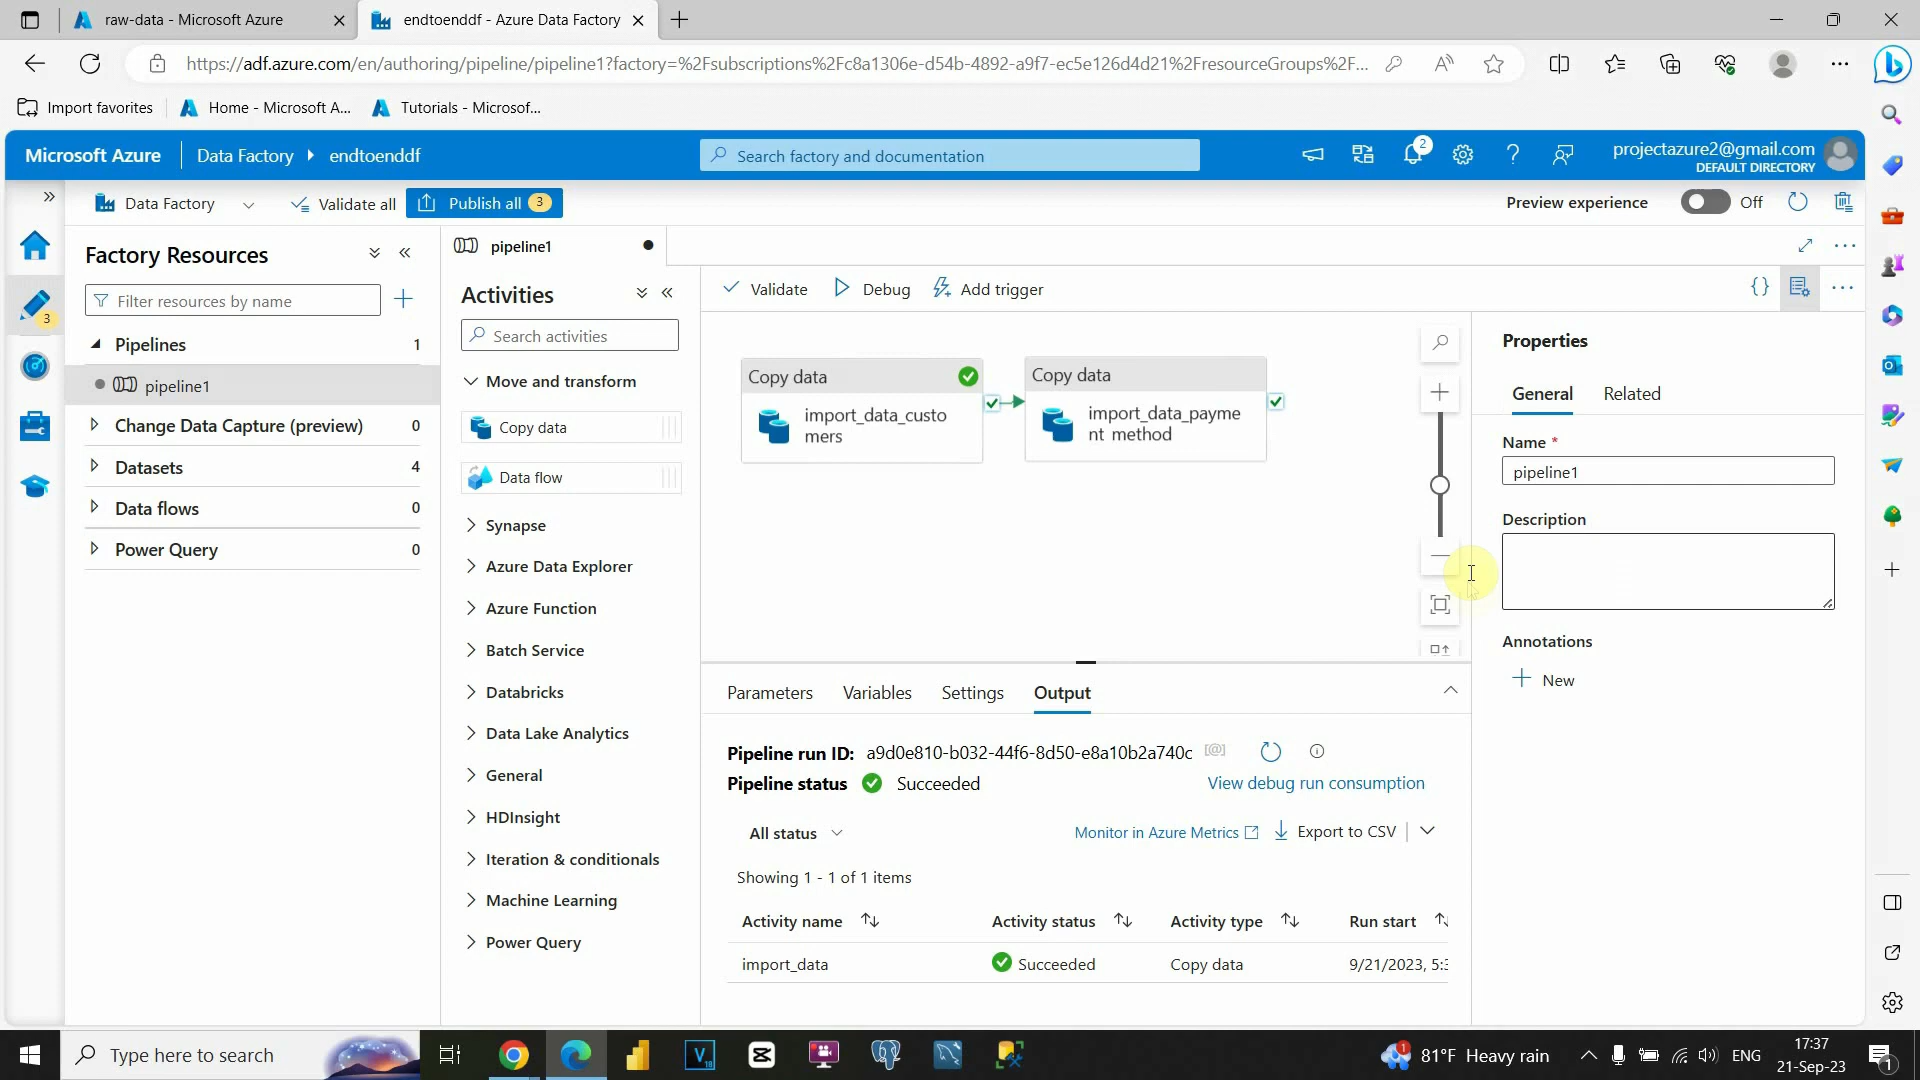 raw-data - Microsoft Azure
endtoenddf - Azure Data Factory
https://adf.azure.com/en/authoring/pipeline/pipeline1?factory=%2Fsubscriptions%2Fc8a1306e-d54b-4892-a9f7-ec5e126d4d21%2FresourceGroups%2F...
Import favorites
Home - Microsoft A...
Tutorials - Microsof...
Microsoft Azure
Data Factory
endtoenddf
Search factory and documentation
2
projectazure2@gmail.com
DEFAULT DIRECTORY
Data Factory
Validate all
Publish all 3
Preview experience
Off
Factory Resources
pipeline1
Filter resources by name
3
Pipelines 1
pipeline1
Change Data Capture (preview) 0
Datasets 4
Data flows 0
Power Query 0
Activities
Search activities
Move and transform
Copy data
Data flow
Synapse
Azure Data Explorer
Azure Function
Batch Service
Databricks
Data Lake Analytics
General
HDInsight
Iteration & conditionals
Machine Learning
Power Query
Validate
Debug
Add trigger
Copy data
import_data_custo
mers
Copy data
import_data_payme
nt method
Parameters
Variables
Settings
Output
Pipeline run ID: a9d0e810-b032-44f6-8d50-e8a10b2a740c
Pipeline status Succeeded
View debug run consumption
All status
Monitor in Azure Metrics
Export to CSV
Showing 1 - 1 of 1 items
Activity name
Activity status
Activity type
Run start
import_data
Succeeded
Copy data
9/21/2023, 5:3
Properties
General
Related
Name *
pipeline1
Description
Annotations
New
Type here to search
81°F Heavy rain
ENG
17:37
21-Sep-23
1